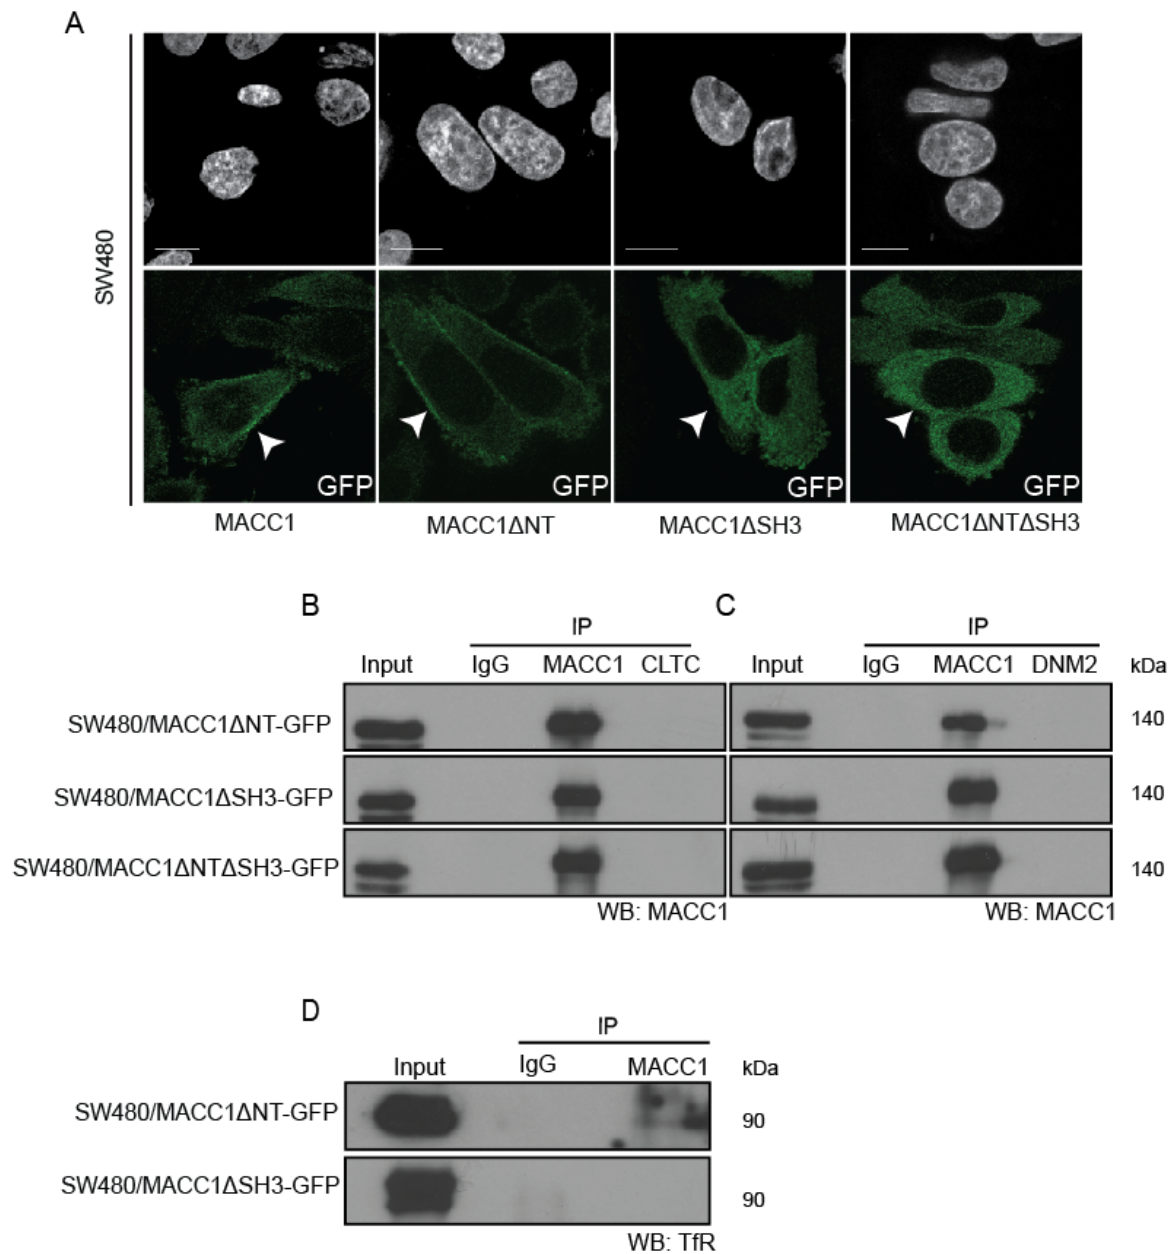 A
SW480
GFP GFP GFP GFP
MACC1 MACC1ΔNT MACC1ΔSH3 MACC1ΔNTΔSH3
B C
IP IP
Input IgG MACC1 CLTC Input IgG MACC1 DNM2 kDa
SW480/MACC1ΔNT-GFP 140
SW480/MACC1ΔSH3-GFP 140
SW480/MACC1ΔNTΔSH3-GFP 140
WB: MACC1 WB: MACC1
D
IP
Input IgG MACC1 kDa
SW480/MACC1ΔNT-GFP 90
SW480/MACC1ΔSH3-GFP 90
WB: TfR